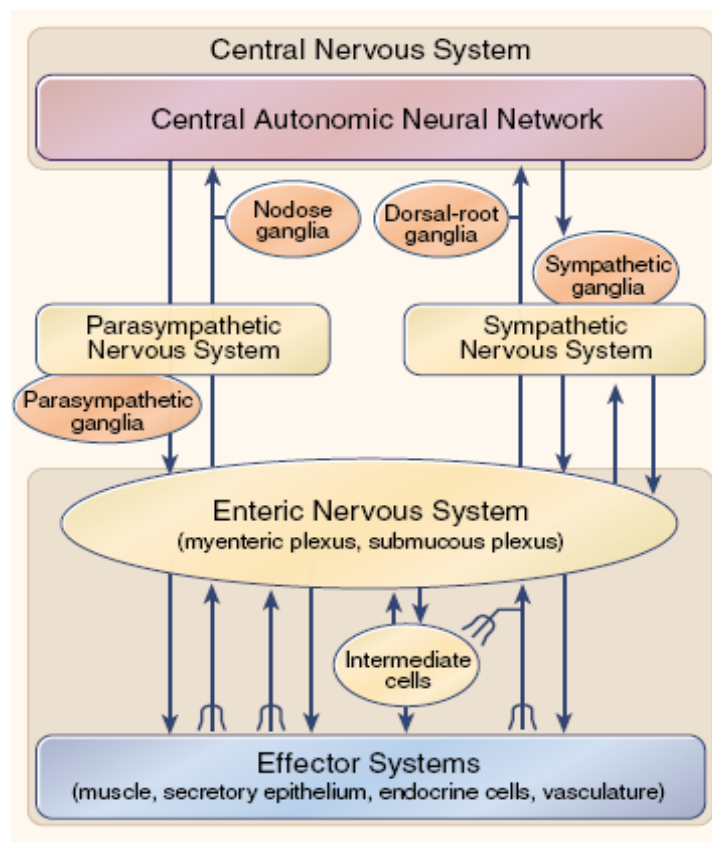 Central Nervous System
Central Autonomic Neural Network
Nodose
ganglia
Dorsal-root
ganglia
Sympathetic
ganglia
Parasympathetic
Nervous System
Sympathetic
Nervous System
Parasympathetic
ganglia
Enteric Nervous System
(myenteric plexus, submucous plexus)
Intermediate
cells
Effector Systems
(muscle, secretory epithelium, endocrine cells, vasculature)